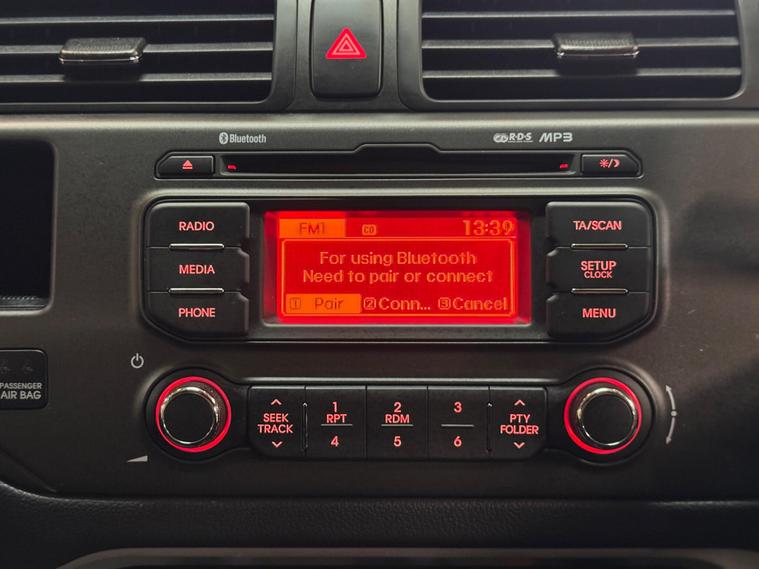 Bluetooth
R·D·S MP3
RADIO
MEDIA
PHONE
FM1 CD 13:39
For using Bluetooth
Need to pair or connect
1 Pair 2 Conn... 3 Cancel
TA/SCAN
SETUP
CLOCK
MENU
PASSENGER
AIR BAG
SEEK
TRACK
1
RPT
4
2
RDM
5
3
6
PTY
FOLDER